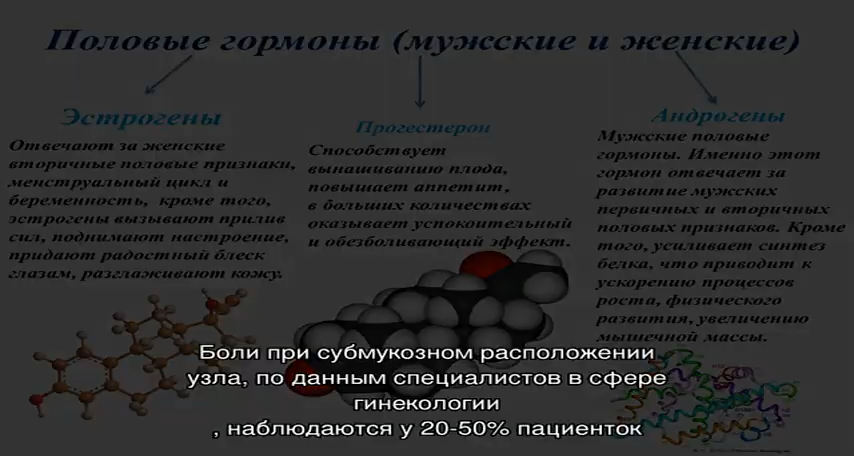 Половые гормоны (мужские и женские)
Эстрогены
Отвечают за женские
вторичные половые признаки,
менструальный цикл и
беременность, кроме того,
эстрогены вызывают прилив
сил, поднимают настроение,
придают радостный блеск
глазам, разглаживают кожу.
Прогестерон
Способствует
вынашиванию плода,
повышает аппетит,
в больших количествах
оказывает успокоительный
и обезболивающий эффект.
Андрогены
Мужские половые
гормоны. Именно этот
гормон отвечает за
развитие мужских
первичных и вторичных
половых признаков. Кроме
того, усиливает синтез
белка, что приводит к
ускорению процессов
роста, физического
развития, увеличению
мышечной массы.
Боли при субмукозном расположении
узла, по данным специалистов в сфере
гинекологии
, наблюдаются у 20-50% пациенток